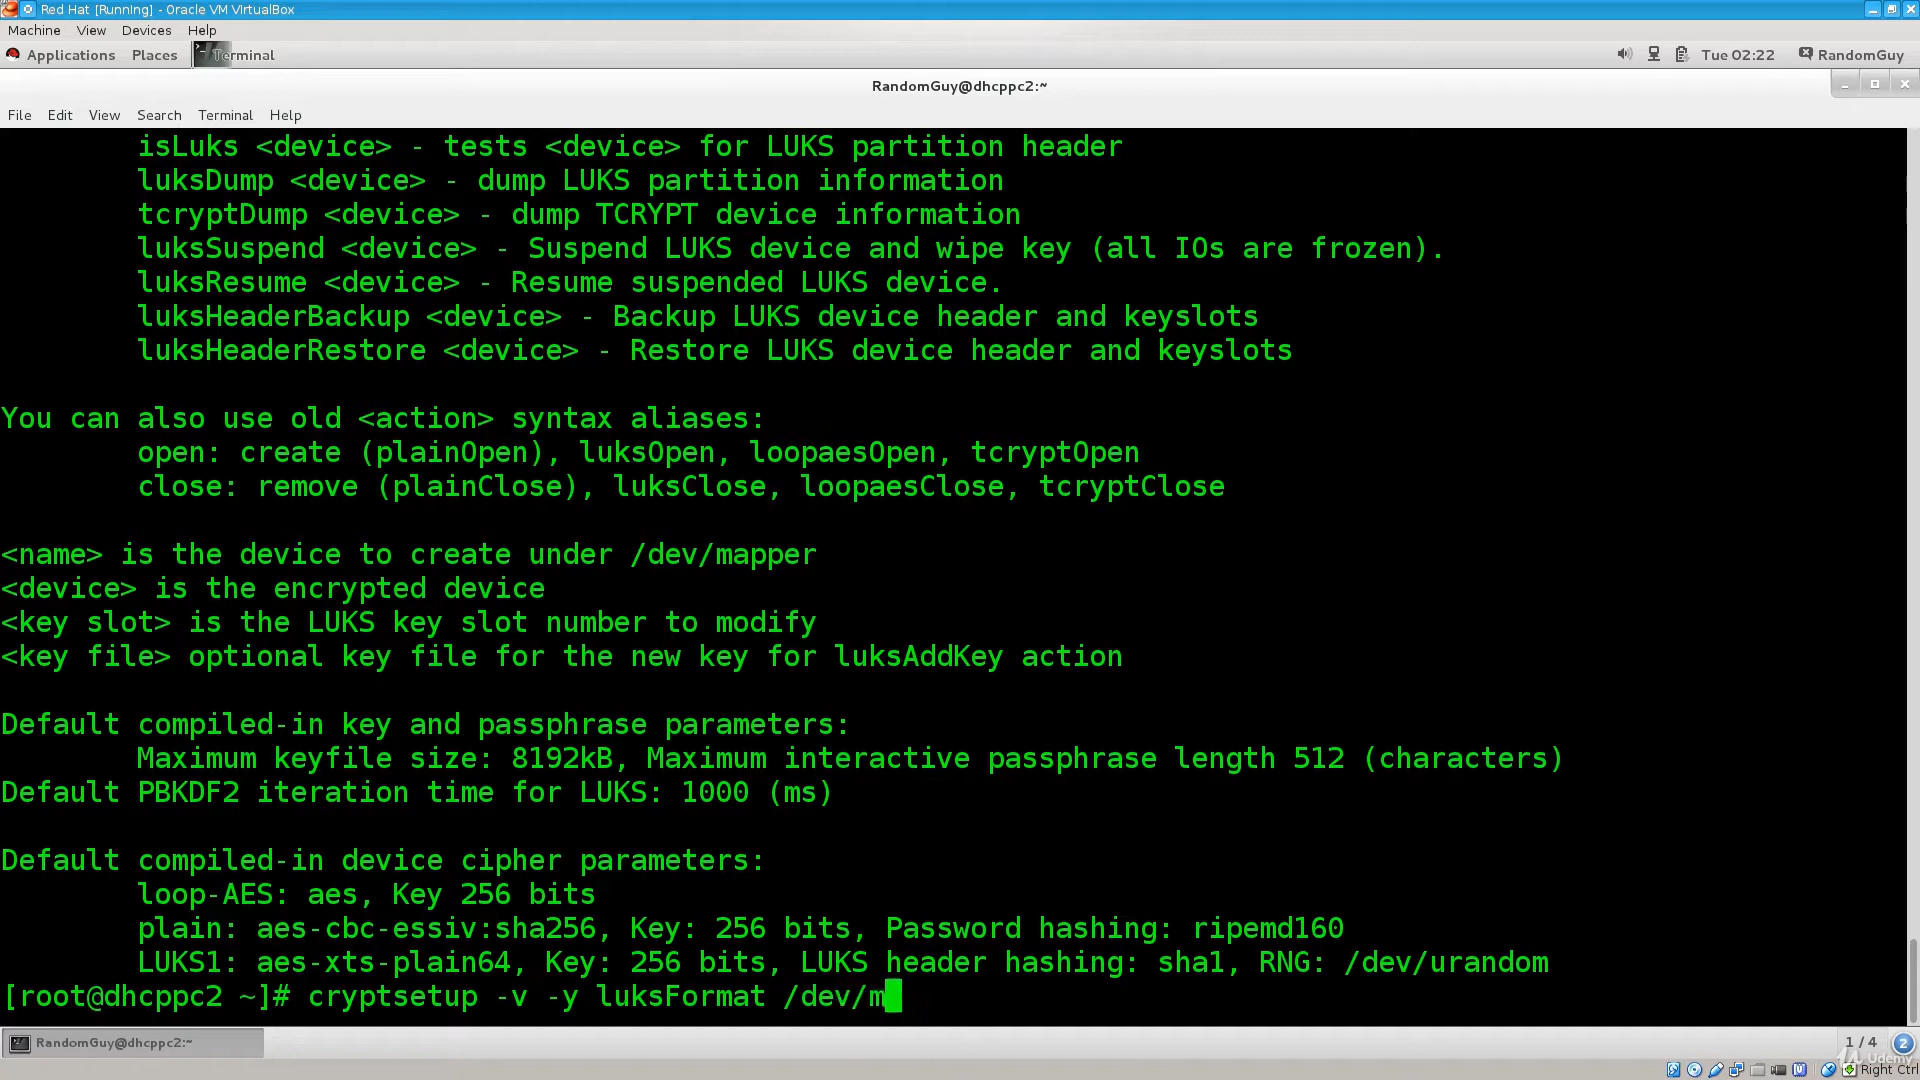 Red Hat [Running] - Oracle VM VirtualBox
Machine View Devices Help
Applications Places Terminal Tue 02:22 RandomGuy
RandomGuy@dhcppc2:~
File Edit View Search Terminal Help
isLuks <device> - tests <device> for LUKS partition header
luksDump <device> - dump LUKS partition information
tcryptDump <device> - dump TCRYPT device information
luksSuspend <device> - Suspend LUKS device and wipe key (all IOs are frozen).
luksResume <device> - Resume suspended LUKS device.
luksHeaderBackup <device> - Backup LUKS device header and keyslots
luksHeaderRestore <device> - Restore LUKS device header and keyslots
You can also use old <action> syntax aliases:
open: create (plainOpen), luksOpen, loopaesOpen, tcryptOpen
close: remove (plainClose), luksClose, loopaesClose, tcryptClose
<name> is the device to create under /dev/mapper
<device> is the encrypted device
<key slot> is the LUKS key slot number to modify
<key file> optional key file for the new key for luksAddKey action
Default compiled-in key and passphrase parameters:
Maximum keyfile size: 8192kB, Maximum interactive passphrase length 512 (characters)
Default PBKDF2 iteration time for LUKS: 1000 (ms)
Default compiled-in device cipher parameters:
loop-AES: aes, Key 256 bits
plain: aes-cbc-essiv:sha256, Key: 256 bits, Password hashing: ripemd160
LUKS1: aes-xts-plain64, Key: 256 bits, LUKS header hashing: sha1, RNG: /dev/urandom
[root@dhcppc2 ~]# cryptsetup -v -y luksFormat /dev/m
RandomGuy@dhcppc2:~ 1 / 4 2
Udemy
Right Ctrl